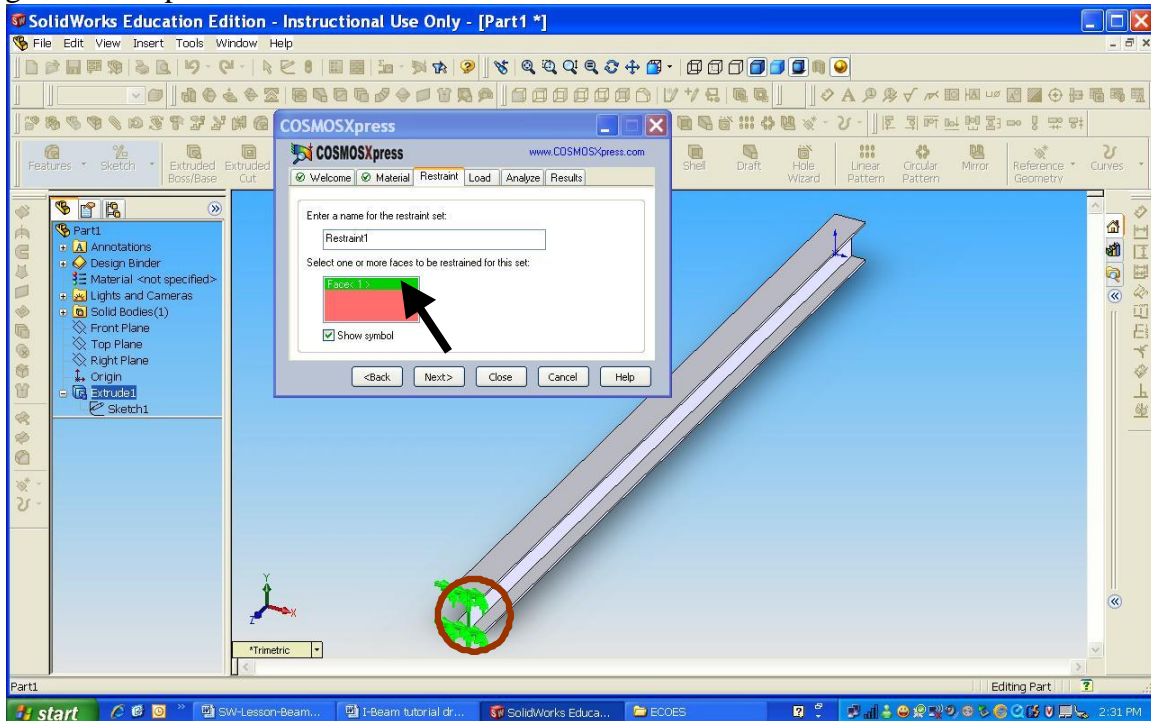 SolidWorks Education Edition - Instructional Use Only - [Part1 *]
File Edit View Insert Tools Window Help
Features Sketch Extruded Boss/Base Extruded Cut Shell Draft Hole Wizard Linear Pattern Circular Pattern Mirror Reference Geometry Curves
COSMOSXpress
COSMOSXpress www.COSMOSXpress.com
Welcome Material Restraint Load Analyze Results
Enter a name for the restraint set:
Restraint1
Select one or more faces to be restrained for this set:
Face< 1 >
Show symbol
<Back Next> Close Cancel Help
Part1
Annotations
Design Binder
Material <not specified>
Lights and Cameras
Solid Bodies(1)
Front Plane
Top Plane
Right Plane
Origin
Extrude1
Sketch1
Y
X
Z
*Trimetric
Part1 Editing Part
start SW-Lesson-Beam... I-Beam tutorial dr... SolidWorks Educa... ECOES 2:31 PM